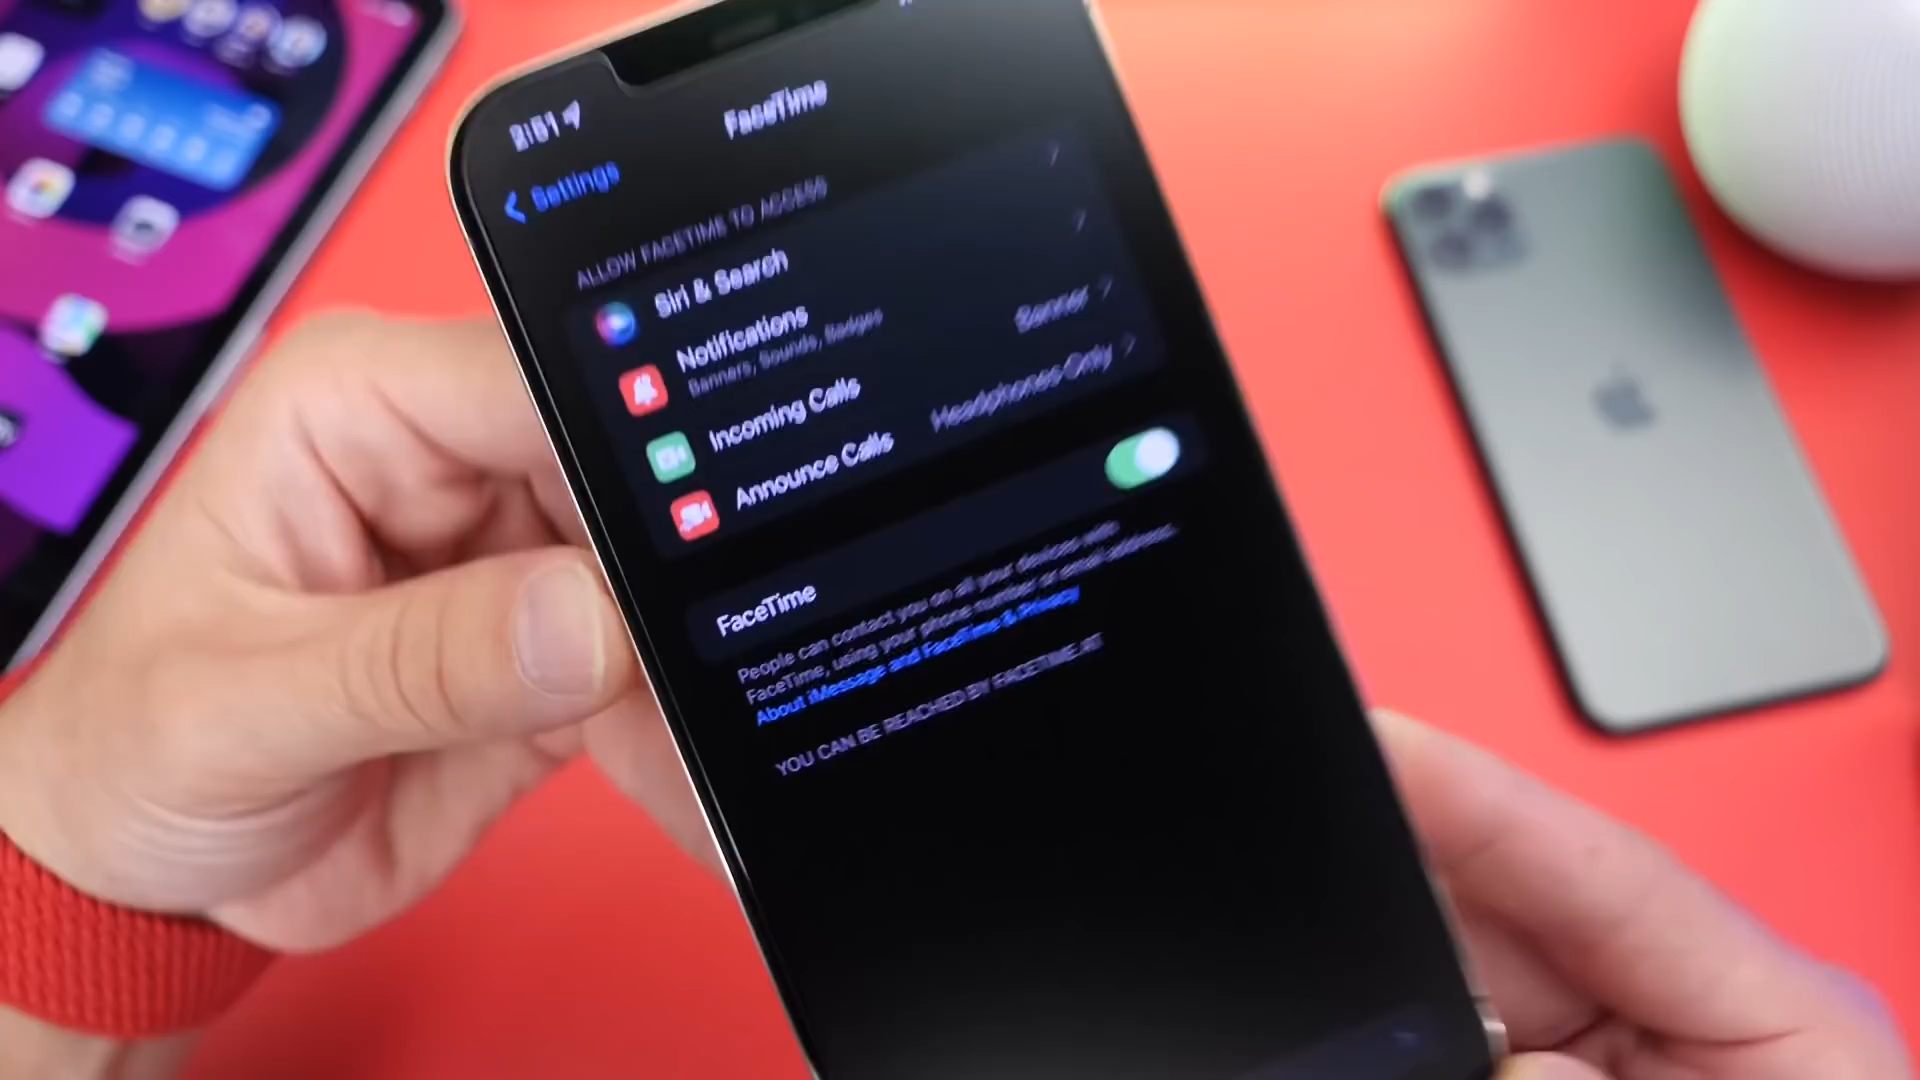 FaceTime
Settings
ALLOW FACETIME TO ACCESS
Siri & Search
Notifications
Banners, Sounds, Badges
Incoming Calls
Banner
Announce Calls
Headphones Only
FaceTime
People can contact you on all your devices with
FaceTime, using your phone number or email address.
About iMessage and FaceTime & Privacy
YOU CAN BE REACHED BY FACETIME AT